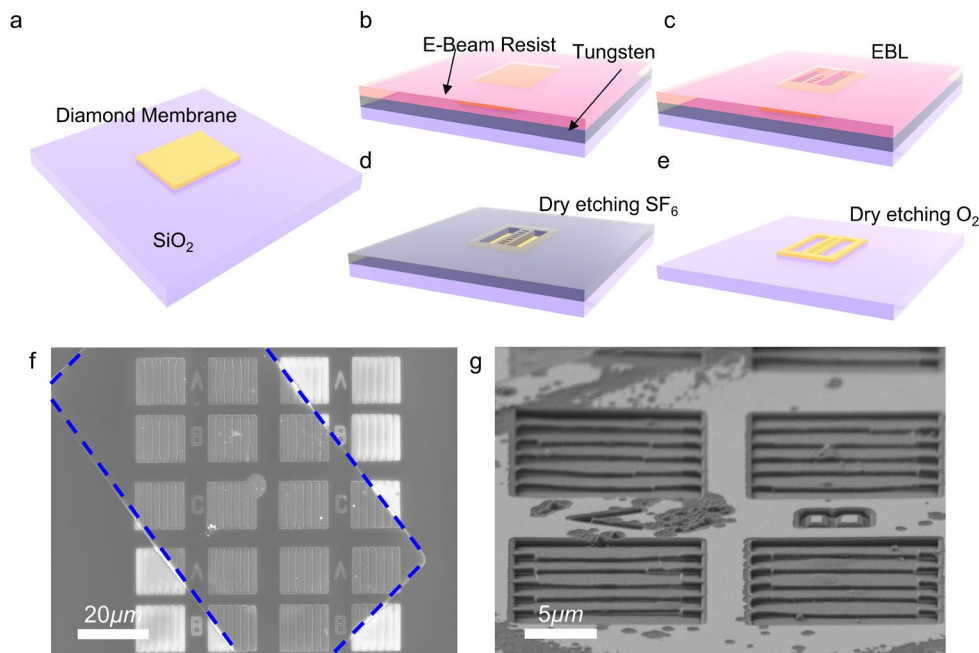 a
Diamond Membrane
SiO₂
b
E-Beam Resist
Tungsten
c
EBL
d
Dry etching SF₆
e
Dry etching O₂
f
A A
B B
C C
A A
B B
20μm
g
B
5μm